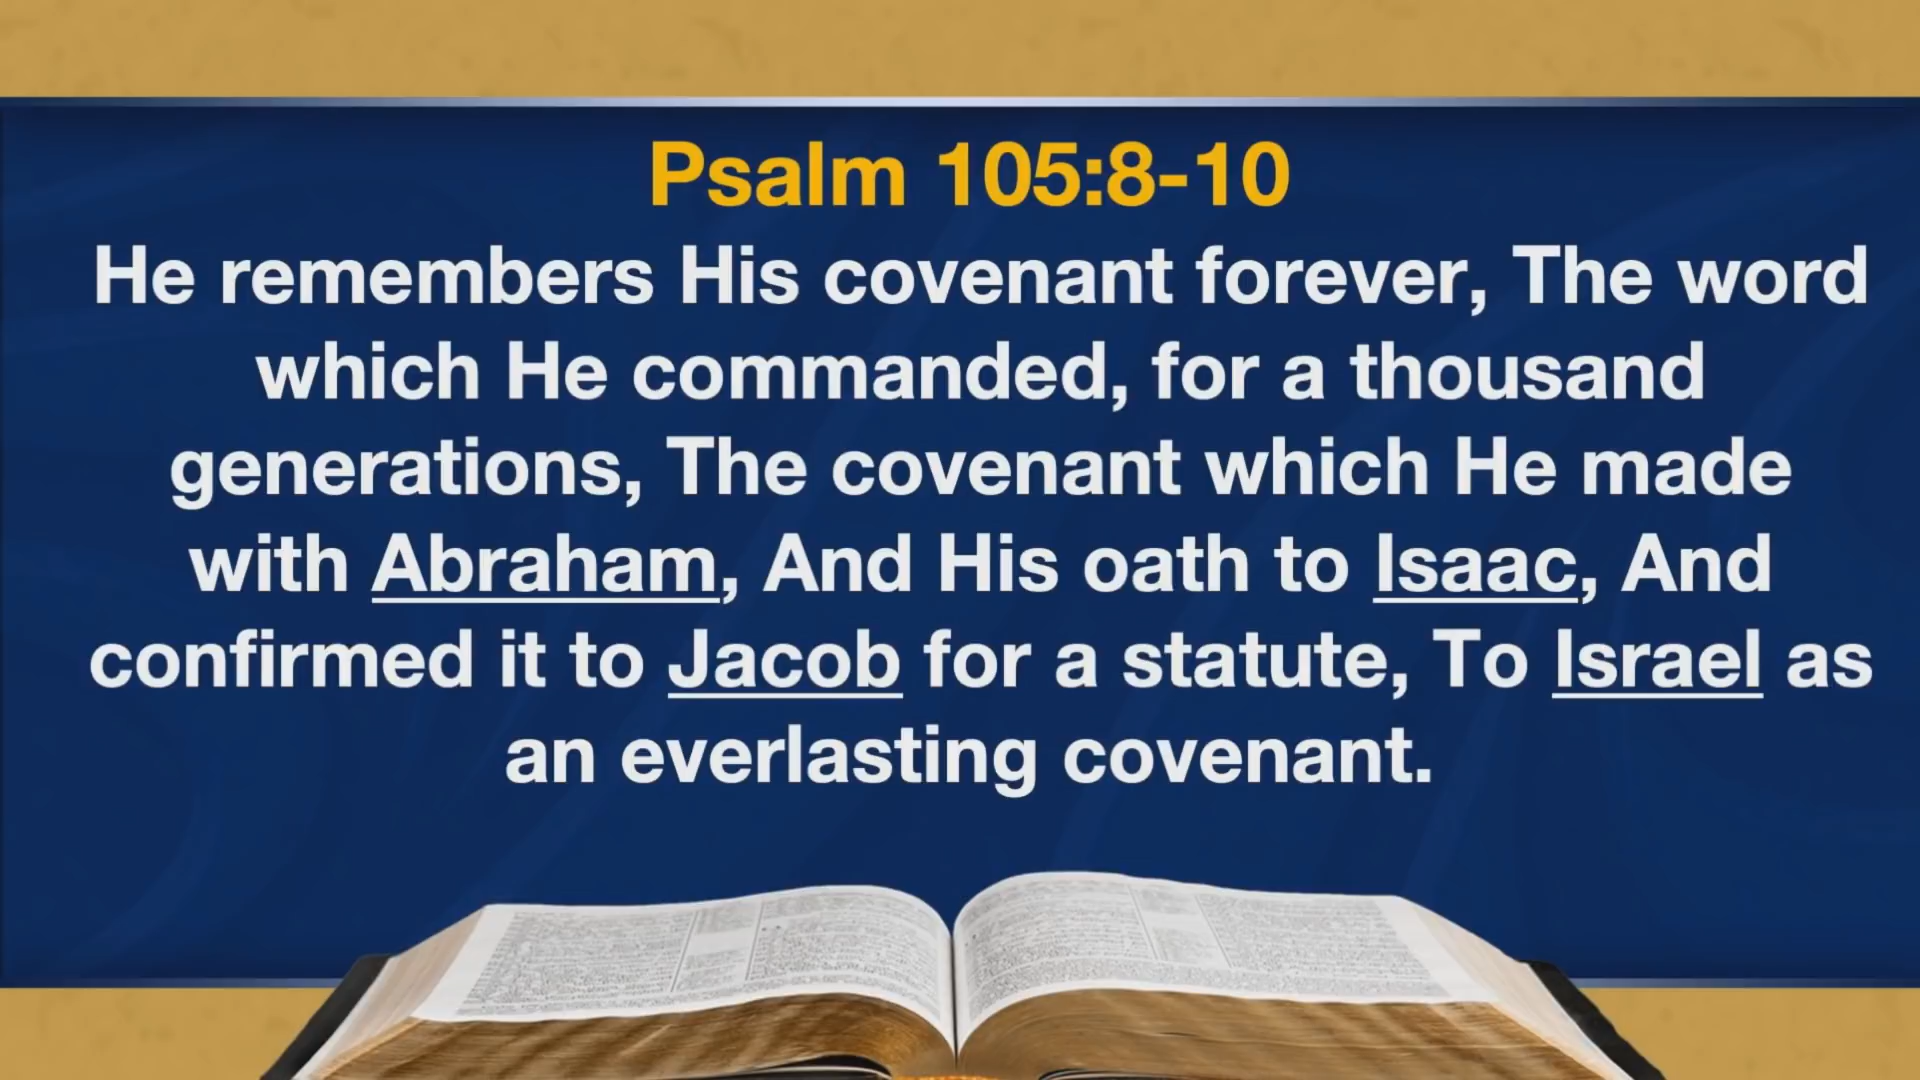 Psalm 105:8-10
He remembers His covenant forever, The word
which He commanded, for a thousand
generations, The covenant which He made
with Abraham, And His oath to Isaac, And
confirmed it to Jacob for a statute, To Israel as
an everlasting covenant.